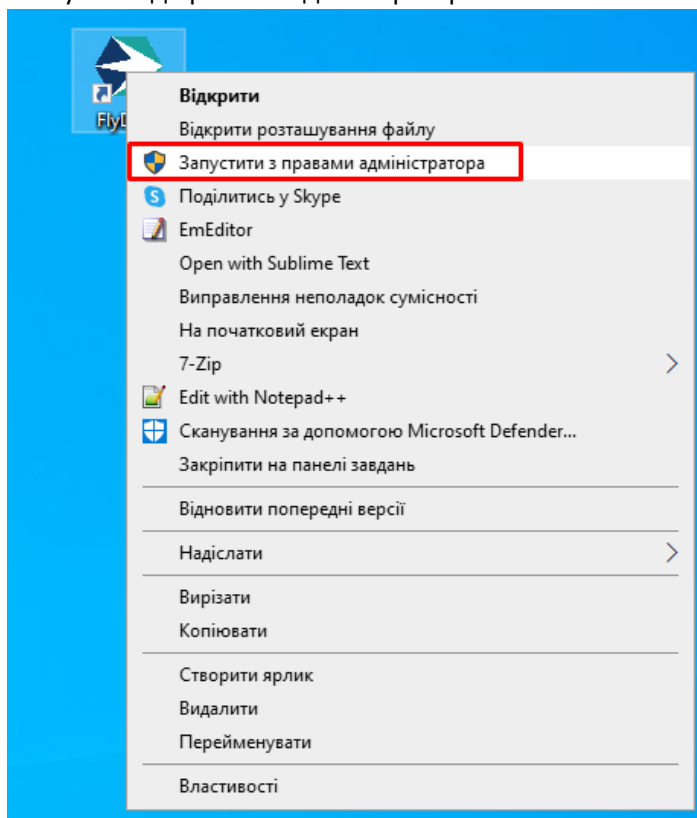 Відкрити
Відкрити розташування файлу
Запустити з правами адміністратора
Поділитись у Skype
EmEditor
Open with Sublime Text
Виправлення неполадок сумісності
На початковий екран
7-Zip
Edit with Notepad++
Сканування за допомогою Microsoft Defender...
Закріпити на панелі завдань
Відновити попередні версії
Надіслати
Вирізати
Копіювати
Створити ярлик
Видалити
Перейменувати
Властивості